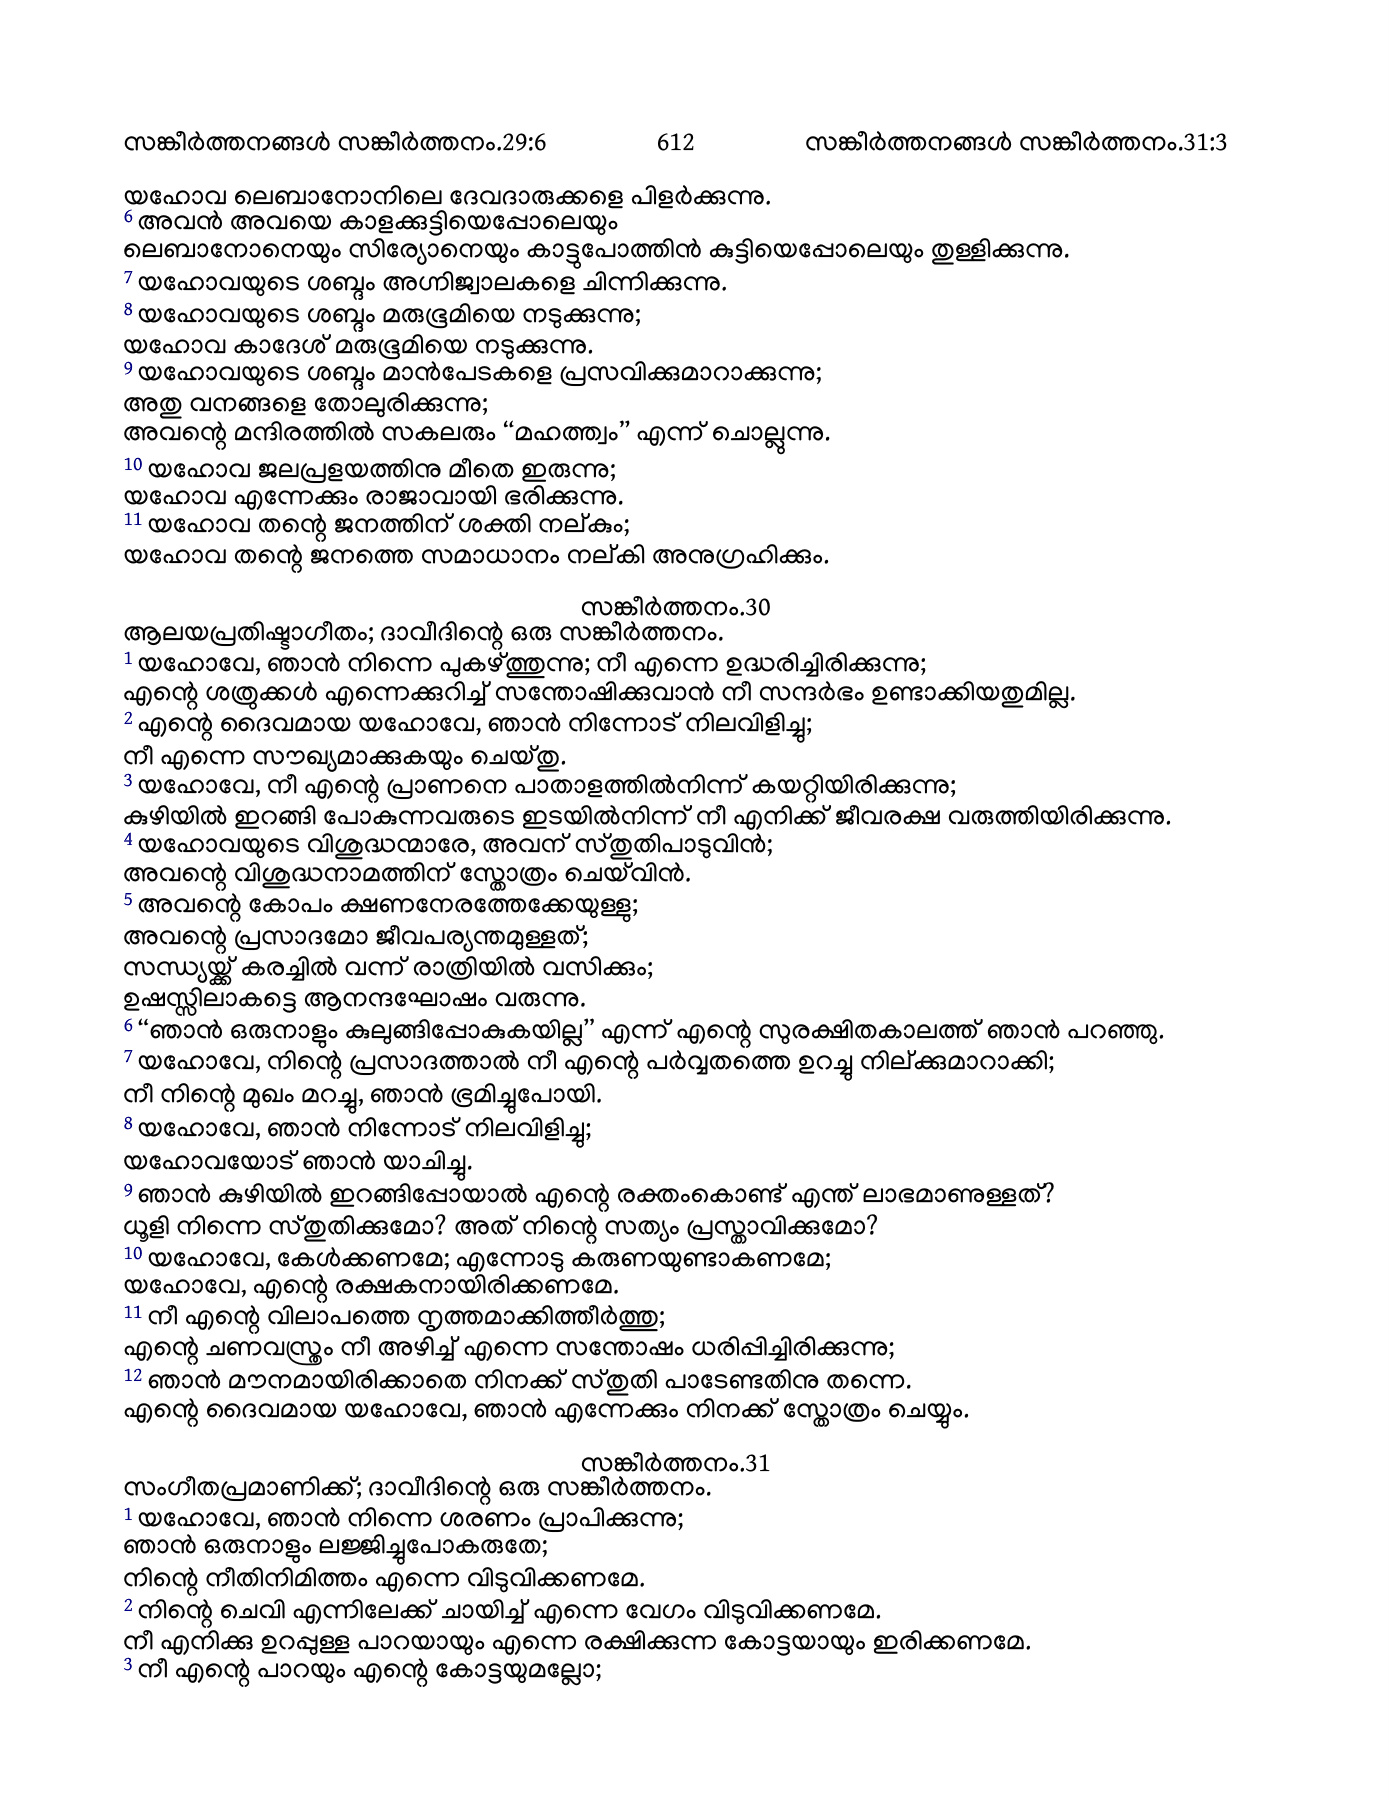 സങ്കീർത്തനങ്ങൾ സങ്കീർത്തനം.29:6 612 സങ്കീർത്തനങ്ങൾ സങ്കീർത്തനം.31:3
യഹോവ ലെബാനോനിലെ ദേവദാരുക്കളെ പിളർക്കുന്നു.
6 അവൻ അവയെ കാളക്കുട്ടിയെപ്പോലെയും
ലെബാനോനെയും സിര്യോനെയും കാട്ടുപോത്തിൻ കുട്ടിയെപ്പോലെയും തുള്ളിക്കുന്നു.
7 യഹോവയുടെ ശബ്ദം അഗ്നിജ്വാലകളെ ചിന്നിക്കുന്നു.
8 യഹോവയുടെ ശബ്ദം മരുഭൂമിയെ നടുക്കുന്നു;
യഹോവ കാദേശ് മരുഭൂമിയെ നടുക്കുന്നു.
9 യഹോവയുടെ ശബ്ദം മാൻപേടകളെ പ്രസവിക്കുമാറാക്കുന്നു;
അതു വനങ്ങളെ തോലുരിക്കുന്നു;
അവന്റെ മന്ദിരത്തിൽ സകലരും “മഹത്ത്വം” എന്ന് ചൊല്ലുന്നു.
10 യഹോവ ജലപ്രളയത്തിനു മീതെ ഇരുന്നു;
യഹോവ എന്നേക്കും രാജാവായി ഭരിക്കുന്നു.
11 യഹോവ തന്റെ ജനത്തിന് ശക്തി നല്കും;
യഹോവ തന്റെ ജനത്തെ സമാധാനം നല്കി അനുഗ്രഹിക്കും.
സങ്കീർത്തനം.30
ആലയപ്രതിഷ്ഠാഗീതം; ദാവീദിന്റെ ഒരു സങ്കീർത്തനം.
1 യഹോവേ, ഞാൻ നിന്നെ പുകഴ്ത്തുന്നു; നീ എന്നെ ഉദ്ധരിച്ചിരിക്കുന്നു;
എന്റെ ശത്രുക്കൾ എന്നെക്കുറിച്ച് സന്തോഷിക്കുവാൻ നീ സന്ദർഭം ഉണ്ടാക്കിയതുമില്ല.
2 എന്റെ ദൈവമായ യഹോവേ, ഞാൻ നിന്നോട് നിലവിളിച്ചു;
നീ എന്നെ സൗഖ്യമാക്കുകയും ചെയ്തു.
3 യഹോവേ, നീ എന്റെ പ്രാണനെ പാതാളത്തിൽനിന്ന് കയറ്റിയിരിക്കുന്നു;
കുഴിയിൽ ഇറങ്ങി പോകുന്നവരുടെ ഇടയിൽനിന്ന് നീ എനിക്ക് ജീവരക്ഷ വരുത്തിയിരിക്കുന്നു.
4 യഹോവയുടെ വിശുദ്ധന്മാരേ, അവന് സ്തുതിപാടുവിൻ;
അവന്റെ വിശുദ്ധനാമത്തിന് സ്തോത്രം ചെയ്‌വിൻ.
5 അവന്റെ കോപം ക്ഷണനേരത്തേക്കേയുള്ളു;
അവന്റെ പ്രസാദമോ ജീവപര്യന്തമുള്ളത്;
സന്ധ്യയ്ക്ക് കരച്ചിൽ വന്ന് രാത്രിയിൽ വസിക്കും;
ഉഷസ്സിലാകട്ടെ ആനന്ദഘോഷം വരുന്നു.
6 “ഞാൻ ഒരുനാളും കുലുങ്ങിപ്പോകുകയില്ല” എന്ന് എന്റെ സുരക്ഷിതകാലത്ത് ഞാൻ പറഞ്ഞു.
7 യഹോവേ, നിന്റെ പ്രസാദത്താൽ നീ എന്റെ പർവ്വതത്തെ ഉറച്ചു നില്ക്കുമാറാക്കി;
നീ നിന്റെ മുഖം മറച്ചു, ഞാൻ ഭ്രമിച്ചുപോയി.
8 യഹോവേ, ഞാൻ നിന്നോട് നിലവിളിച്ചു;
യഹോവയോട് ഞാൻ യാചിച്ചു.
9 ഞാൻ കുഴിയിൽ ഇറങ്ങിപ്പോയാൽ എന്റെ രക്തംകൊണ്ട് എന്ത് ലാഭമാണുള്ളത്?
ധൂളി നിന്നെ സ്തുതിക്കുമോ? അത് നിന്റെ സത്യം പ്രസ്താവിക്കുമോ?
10 യഹോവേ, കേൾക്കണമേ; എന്നോടു കരുണയുണ്ടാകണമേ;
യഹോവേ, എന്റെ രക്ഷകനായിരിക്കണമേ.
11 നീ എന്റെ വിലാപത്തെ നൃത്തമാക്കിത്തീർത്തു;
എന്റെ ചണവസ്ത്രം നീ അഴിച്ച് എന്നെ സന്തോഷം ധരിപ്പിച്ചിരിക്കുന്നു;
12 ഞാൻ മൗനമായിരിക്കാതെ നിനക്ക് സ്തുതി പാടേണ്ടതിനു തന്നെ.
എന്റെ ദൈവമായ യഹോവേ, ഞാൻ എന്നേക്കും നിനക്ക് സ്തോത്രം ചെയ്യും.
സങ്കീർത്തനം.31
സംഗീതപ്രമാണിക്ക്; ദാവീദിന്റെ ഒരു സങ്കീർത്തനം.
1 യഹോവേ, ഞാൻ നിന്നെ ശരണം പ്രാപിക്കുന്നു;
ഞാൻ ഒരുനാളും ലജ്ജിച്ചുപോകരുതേ;
നിന്റെ നീതിനിമിത്തം എന്നെ വിടുവിക്കണമേ.
2 നിന്റെ ചെവി എന്നിലേക്ക് ചായിച്ച് എന്നെ വേഗം വിടുവിക്കണമേ.
നീ എനിക്കു ഉറപ്പുള്ള പാറയായും എന്നെ രക്ഷിക്കുന്ന കോട്ടയായും ഇരിക്കണമേ.
3 നീ എന്റെ പാറയും എന്റെ കോട്ടയുമല്ലോ;